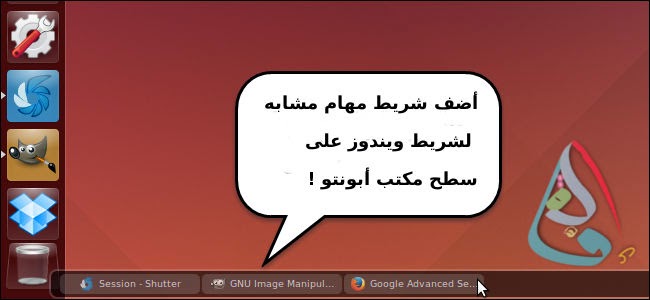 أضف شريط مهام مشابه
لشريط ويندوز على
سطح مكتب أبونتو !
Session - Shutter
GNU Image Manipul...
Google Advanced Se...